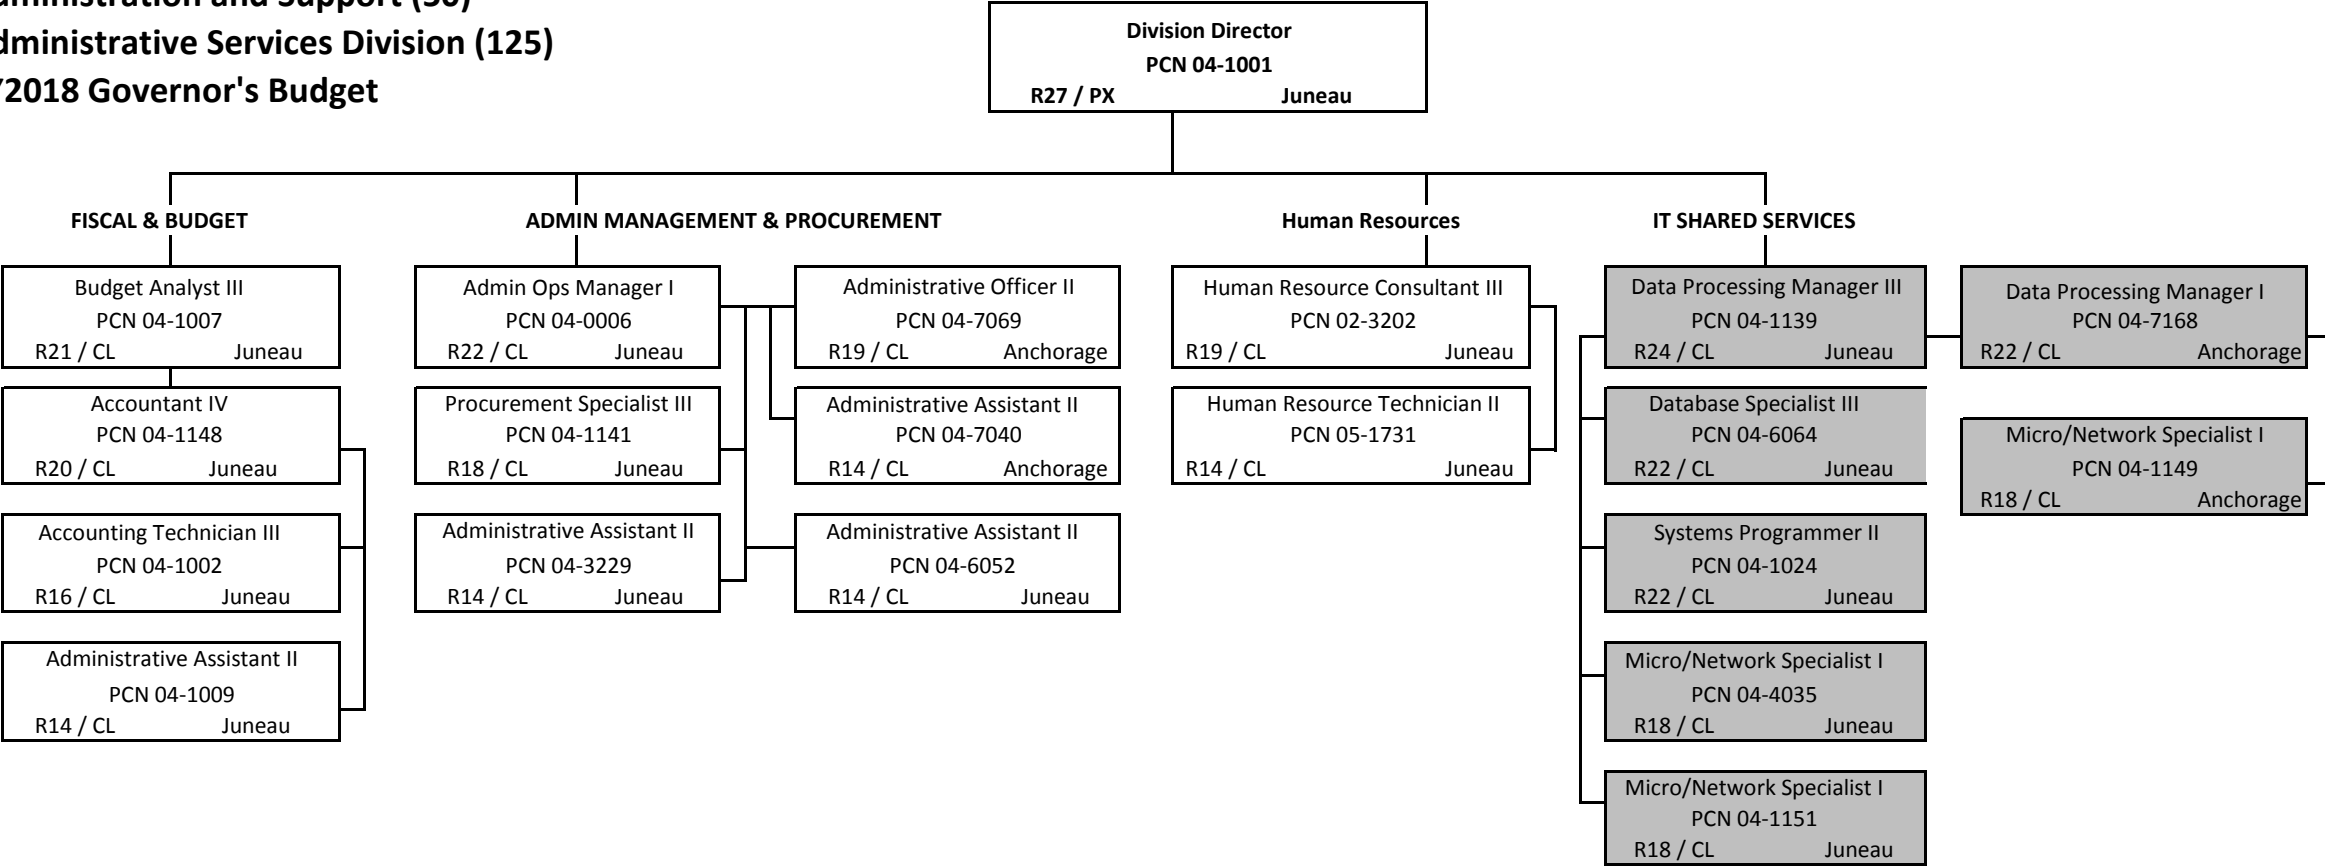 dministration and Support
dministrative Services Division (125)
Y2018 Governor's Budget
Division Director
PCN 04-1001
R27 / PX Juneau
FISCAL & BUDGET
Budget Analyst III
PCN 04-1007
R21 / CL Juneau
Accountant IV
PCN 04-1148
R20 / CL Juneau
Accounting Technician III
PCN 04-1002
R16 / CL Juneau
Administrative Assistant II
PCN 04-1009
R14 / CL Juneau
ADMIN MANAGEMENT & PROCUREMENT
Admin Ops Manager I
PCN 04-0006
R22 / CL Juneau
Procurement Specialist III
PCN 04-1141
R18 / CL Juneau
Administrative Assistant II
PCN 04-3229
R14 / CL Juneau
Administrative Officer II
PCN 04-7069
R19 / CL Anchorage
Administrative Assistant II
PCN 04-7040
R14 / CL Anchorage
Administrative Assistant II
PCN 04-6052
R14 / CL Juneau
Human Resources
Human Resource Consultant III
PCN 02-3202
R19 / CL Juneau
Human Resource Technician II
PCN 05-1731
R14 / CL Juneau
IT SHARED SERVICES
Data Processing Manager III
PCN 04-1139
R24 / CL Juneau
Database Specialist III
PCN 04-6064
R22 / CL Juneau
Systems Programmer II
PCN 04-1024
R22 / CL Juneau
Micro/Network Specialist I
PCN 04-4035
R18 / CL Juneau
Micro/Network Specialist I
PCN 04-1151
R18 / CL Juneau
Data Processing Manager I
PCN 04-7168
R22 / CL Anchorage
Micro/Network Specialist I
PCN 04-1149
R18 / CL Anchorage